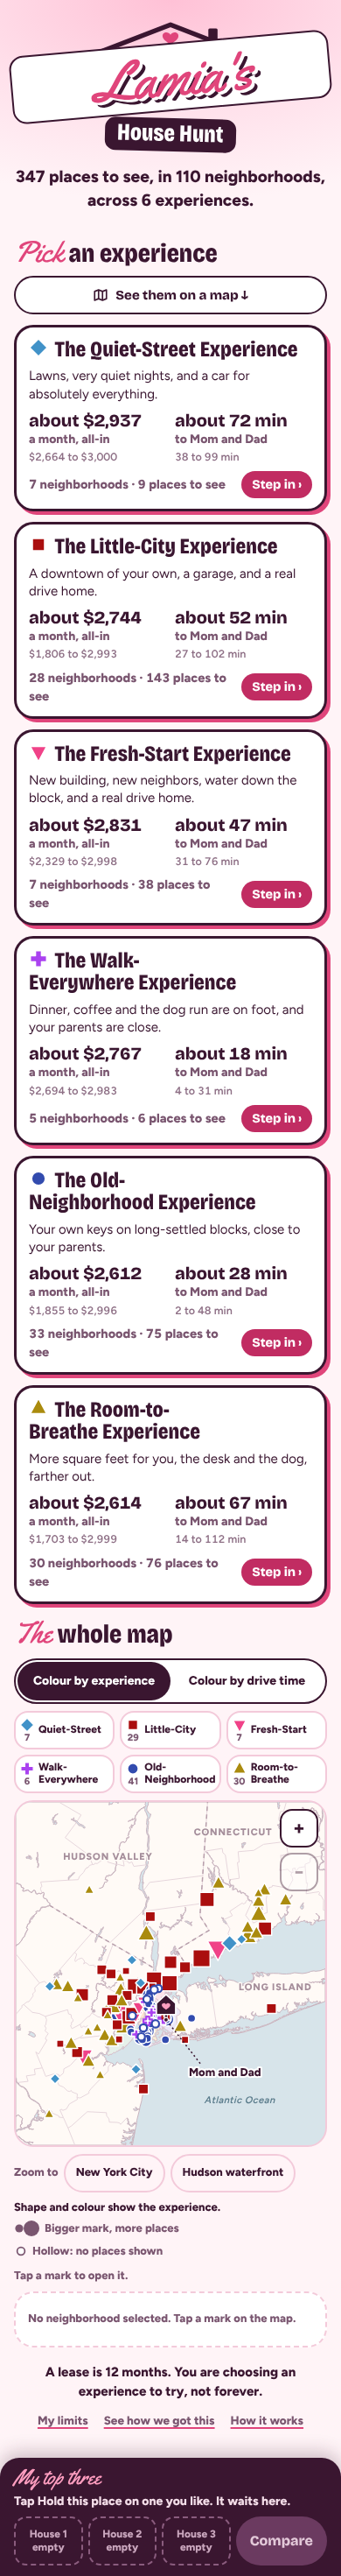 Lamia's
House Hunt
347 places to see, in 110 neighborhoods,
across 6 experiences.
Pick an experience
See them on a map ↓
The Quiet-Street Experience
Lawns, very quiet nights, and a car for
absolutely everything.
about $2,937
a month, all-in
$2,664 to $3,000
about 72 min
to Mom and Dad
38 to 99 min
7 neighborhoods · 9 places to see
Step in ›
The Little-City Experience
A downtown of your own, a garage, and a real
drive home.
about $2,744
a month, all-in
$1,806 to $2,993
about 52 min
to Mom and Dad
27 to 102 min
28 neighborhoods · 143 places to
see
Step in ›
The Fresh-Start Experience
New building, new neighbors, water down the
block, and a real drive home.
about $2,831
a month, all-in
$2,329 to $2,998
about 47 min
to Mom and Dad
31 to 76 min
7 neighborhoods · 38 places to
see
Step in ›
The Walk-
Everywhere Experience
Dinner, coffee and the dog run are on foot, and
your parents are close.
about $2,767
a month, all-in
$2,694 to $2,983
about 18 min
to Mom and Dad
4 to 31 min
5 neighborhoods · 6 places to see
Step in ›
The Old-
Neighborhood Experience
Your own keys on long-settled blocks, close to
your parents.
about $2,612
a month, all-in
$1,855 to $2,996
about 28 min
to Mom and Dad
2 to 48 min
33 neighborhoods · 75 places to
see
Step in ›
The Room-to-
Breathe Experience
More square feet for you, the desk and the dog,
farther out.
about $2,614
a month, all-in
$1,703 to $2,999
about 67 min
to Mom and Dad
14 to 112 min
30 neighborhoods · 76 places to
see
Step in ›
The whole map
Colour by experience
Colour by drive time
Quiet-Street
7
Little-City
29
Fresh-Start
7
Walk-
Everywhere
6
Old-
Neighborhood
41
Room-to-
Breathe
30
CONNECTICUT
HUDSON VALLEY
+
−
LONG ISLAND
Mom and Dad
Atlantic Ocean
Zoom to
New York City
Hudson waterfront
Shape and colour show the experience.
Bigger mark, more places
Hollow: no places shown
Tap a mark to open it.
No neighborhood selected. Tap a mark on the map.
A lease is 12 months. You are choosing an
experience to try, not forever.
My limits
See how we got this
How it works
My top three
Tap Hold this place on one you like. It waits here.
House 1
empty
House 2
empty
House 3
empty
Compare